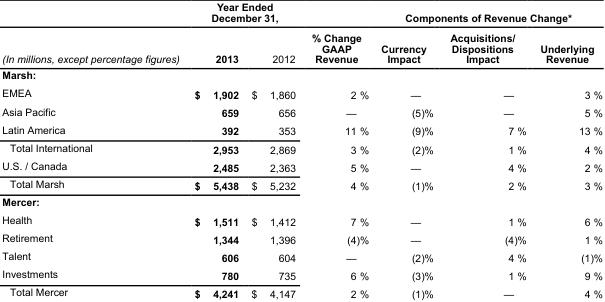 Year Ended
December 31, Components of Revenue Change*
(In millions, except percentage figures) 2013 2012 % Change GAAP Revenue Currency Impact Acquisitions/ Dispositions Impact Underlying Revenue
Marsh:
EMEA $ 1,902 $ 1,860 2 % — — 3 %
Asia Pacific 659 656 — (5)% — 5 %
Latin America 392 353 11 % (9)% 7 % 13 %
Total International 2,953 2,869 3 % (2)% 1 % 4 %
U.S. / Canada 2,485 2,363 5 % — 4 % 2 %
Total Marsh $ 5,438 $ 5,232 4 % (1)% 2 % 3 %
Mercer:
Health $ 1,511 $ 1,412 7 % — 1 % 6 %
Retirement 1,344 1,396 (4)% — (4)% 1 %
Talent 606 604 — (2)% 4 % (1)%
Investments 780 735 6 % (3)% 1 % 9 %
Total Mercer $ 4,241 $ 4,147 2 % (1)% — 4 %